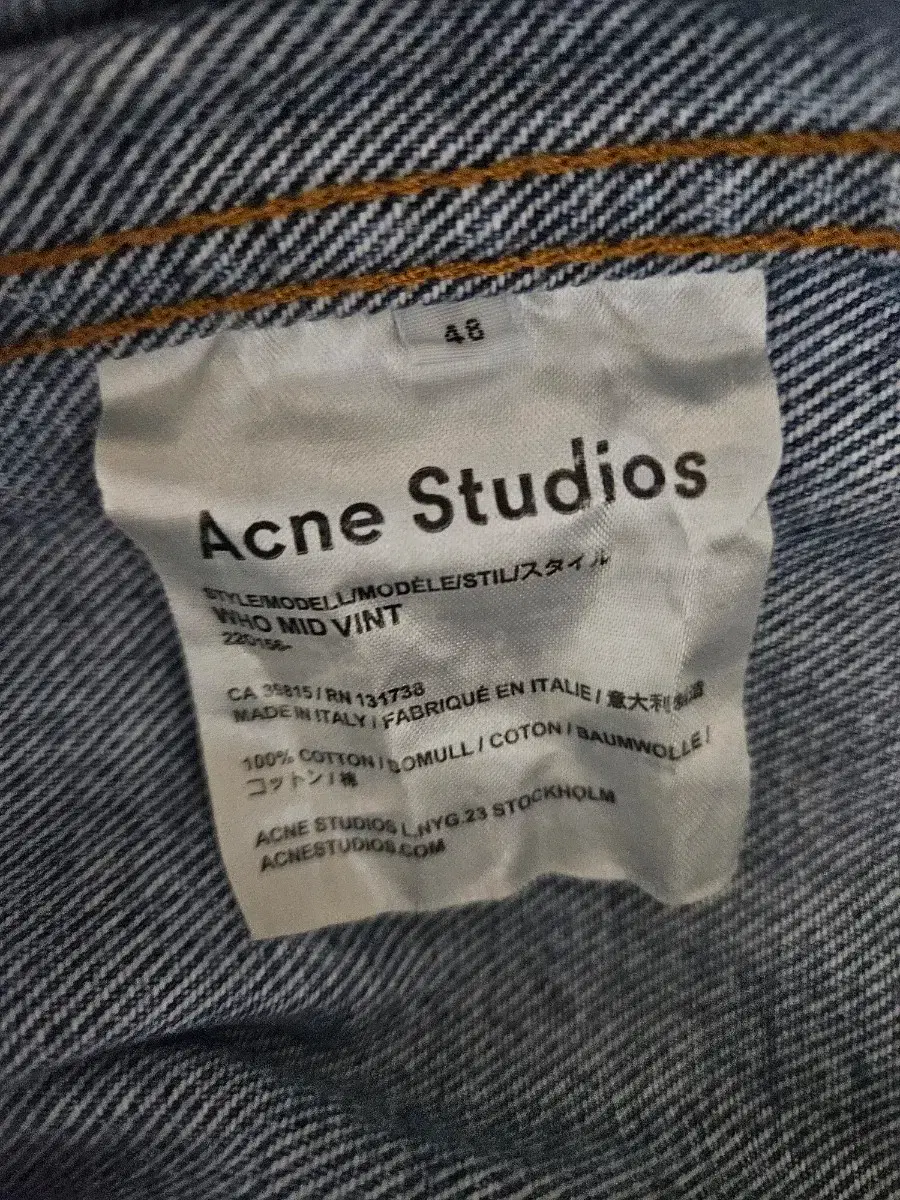 48
Acne Studios
STYLE/MODELL/MODÈLE/STIL/スタイル
WHO MID VINT
CA 35815 / RN 131738
MADE IN ITALY / FABRIQUÉ EN ITALIE / 意大利制造
100% COTTON / BOMULL / COTON / BAUMWOLLE /
コットン / 棉
ACNE STUDIOS L.NYG.23 STOCKHOLM
ACNESTUDIOS.COM